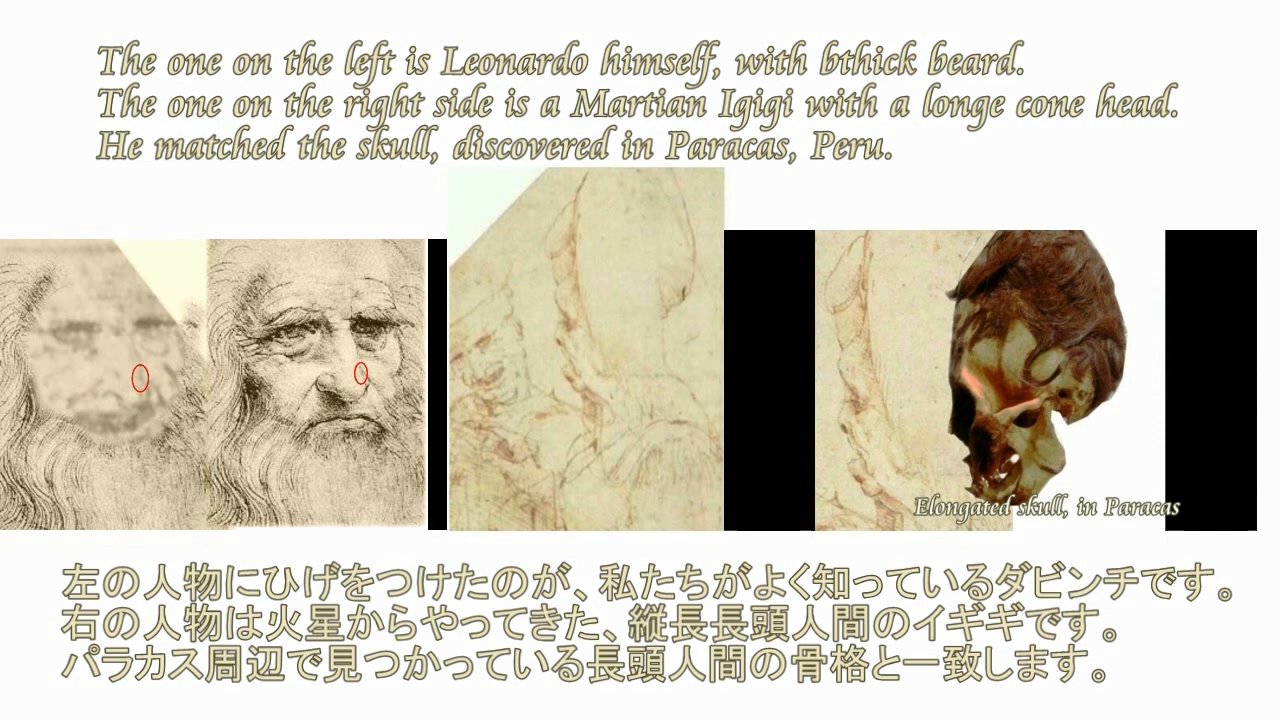 The one on the left is Leonardo himself, with bthick beard.
The one on the right side is a Martian Igigi with a longe cone head.
He matched the skull, discovered in Paracas, Peru.
Elongated skull, in Paracas
左の人物にひげをつけたのが、私たちがよく知っているダビンチです。
右の人物は火星からやってきた、縦長長頭人間のイギギです。
パラカス周辺で見つかっている長頭人間の骨格と一致します。